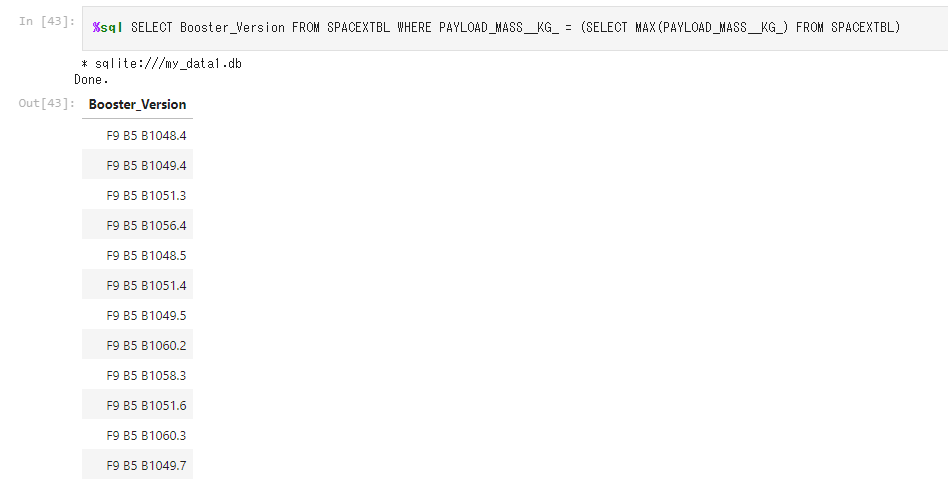 In [43]:
%sql SELECT Booster_Version FROM SPACEXTBL WHERE PAYLOAD_MASS__KG_ = (SELECT MAX(PAYLOAD_MASS__KG_) FROM SPACEXTBL)
* sqlite:///my_data1.db
Done.
Out[43]:
Booster_Version
F9 B5 B1048.4
F9 B5 B1049.4
F9 B5 B1051.3
F9 B5 B1056.4
F9 B5 B1048.5
F9 B5 B1051.4
F9 B5 B1049.5
F9 B5 B1060.2
F9 B5 B1058.3
F9 B5 B1051.6
F9 B5 B1060.3
F9 B5 B1049.7